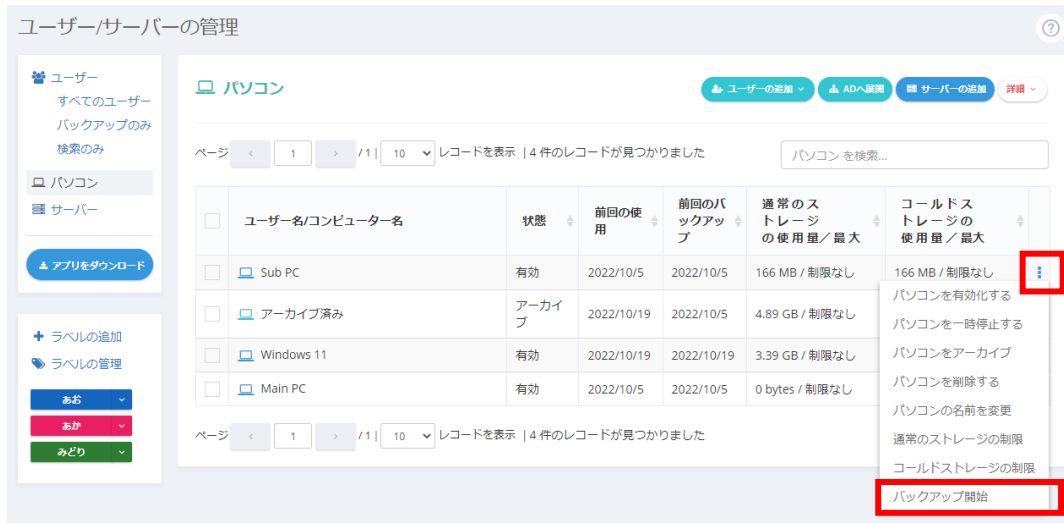 ユーザー/サーバーの管理
?
ユーザー
すべてのユーザー
バックアップのみ
検索のみ
パソコン
サーバー
アプリをダウンロード
ラベルの追加
ラベルの管理
あお
あか
みどり
パソコン
ユーザーの追加
ADへ展開
サーバーの追加
詳細
ページ 1 / 1 | 10 レコードを表示 | 4 件のレコードが見つかりました
パソコン を検索...
ユーザー名/コンピューター名
状態
前回の使
用
前回のバ
ックアッ
プ
通常のス
トレージ
の使用量／最大
コールドス
トレージの
使用量／最大
Sub PC 有効 2022/10/5 2022/10/5 166 MB / 制限なし 166 MB / 制限なし
アーカイブ済み アーカイ
ブ 2022/10/19 2022/10/5 4.89 GB / 制限なし
Windows 11 有効 2022/10/19 2022/10/19 3.39 GB / 制限なし
Main PC 有効 2022/10/5 2022/10/5 0 bytes / 制限なし
パソコンを有効化する
パソコンを一時停止する
パソコンをアーカイブ
パソコンを削除する
パソコンの名前を変更
通常のストレージの制限
コールドストレージの制限
バックアップ開始
ページ 1 / 1 | 10 レコードを表示 | 4 件のレコードが見つかりました